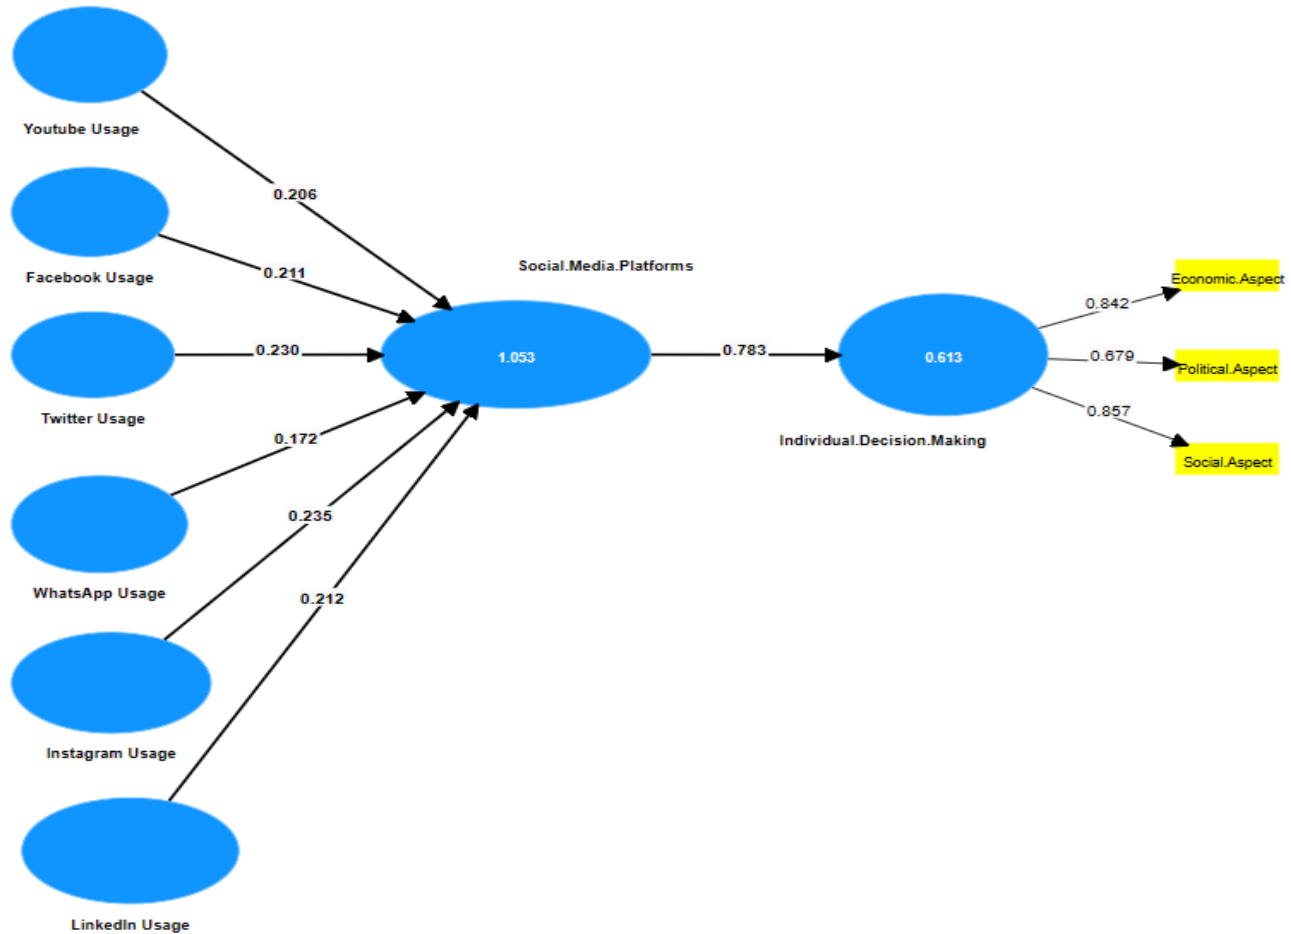 Youtube Usage
0.206
Facebook Usage
0.211
Social.Media.Platforms
Twitter Usage
0.230
1.053
0.783
0.613
Individual.Decision.Making
0.842
Economic.Aspect
0.679
Political.Aspect
0.857
Social.Aspect
WhatsApp Usage
0.172
Instagram Usage
0.235
LinkedIn Usage
0.212